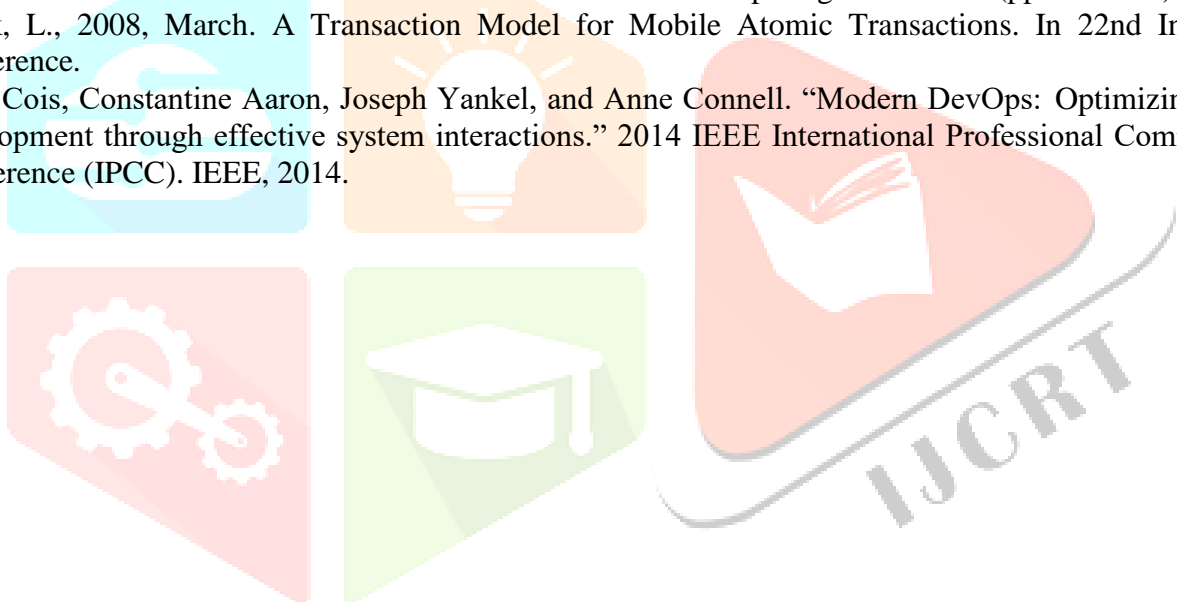 L., 2008, March. A Transaction Model for Mobile Atomic Transactions. In 22nd In
erence.
Cois, Constantine Aaron, Joseph Yankel, and Anne Connell. “Modern DevOps: Optimizin
opment through effective system interactions.” 2014 IEEE International Professional Com
erence (IPCC). IEEE, 2014.
IJCRT